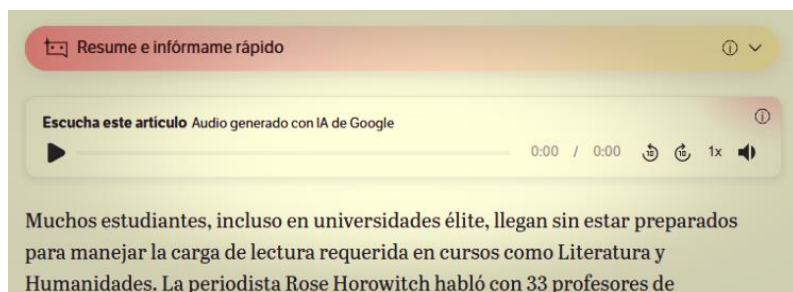 Resume e infórmame rápido
Escucha este artículo Audio generado con IA de Google
0:00 / 0:00 10 10 1x
Muchos estudiantes, incluso en universidades élite, llegan sin estar preparados
para manejar la carga de lectura requerida en cursos como Literatura y
Humanidades. La periodista Rose Horowitch habló con 33 profesores de